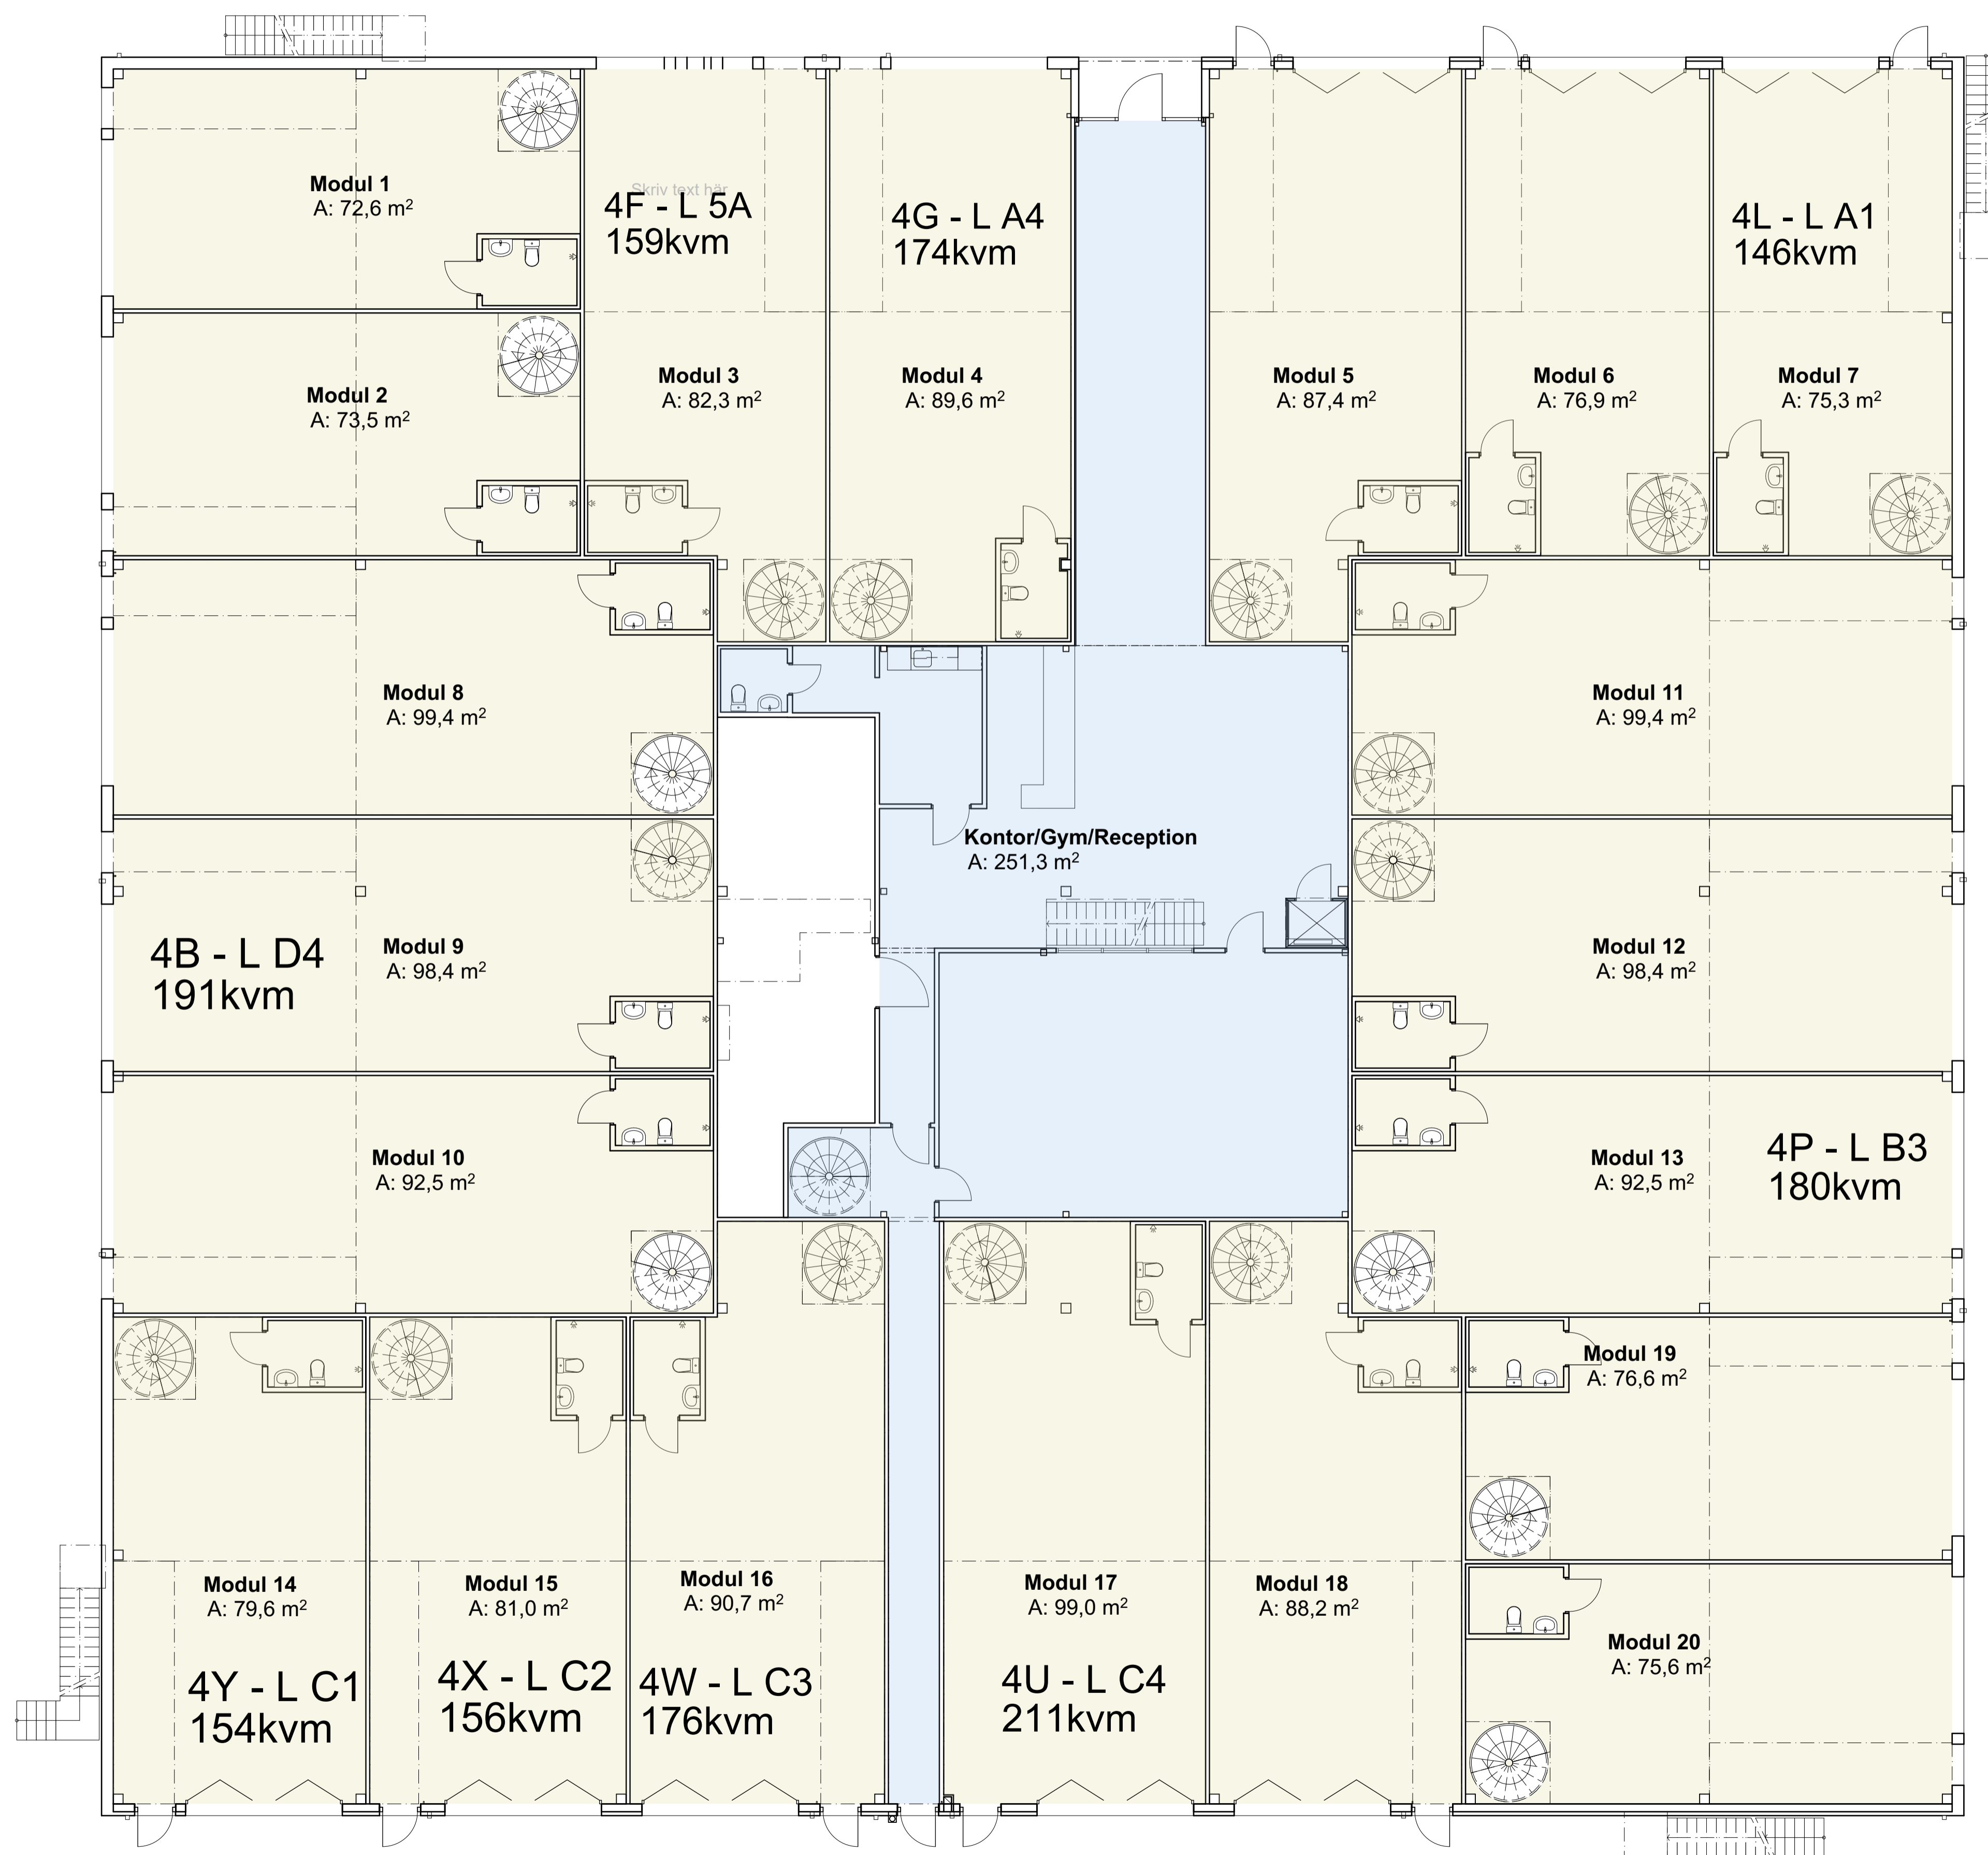 Modul 1
A: 72,6 m²
Skriv text här
4F - L 5A
159kvm
4G - L A4
174kvm
4L - L A1
146kvm
Modul 2
A: 73,5 m²
Modul 3
A: 82,3 m²
Modul 4
A: 89,6 m²
Modul 5
A: 87,4 m²
Modul 6
A: 76,9 m²
Modul 7
A: 75,3 m²
Modul 8
A: 99,4 m²
Modul 11
A: 99,4 m²
Kontor/Gym/Reception
A: 251,3 m²
4B - L D4
191kvm
Modul 9
A: 98,4 m²
Modul 12
A: 98,4 m²
Modul 10
A: 92,5 m²
Modul 13
A: 92,5 m²
4P - L B3
180kvm
Modul 19
A: 76,6 m²
Modul 14
A: 79,6 m²
Modul 15
A: 81,0 m²
Modul 16
A: 90,7 m²
Modul 17
A: 99,0 m²
Modul 18
A: 88,2 m²
Modul 20
A: 75,6 m²
4Y - L C1
154kvm
4X - L C2
156kvm
4W - L C3
176kvm
4U - L C4
211kvm